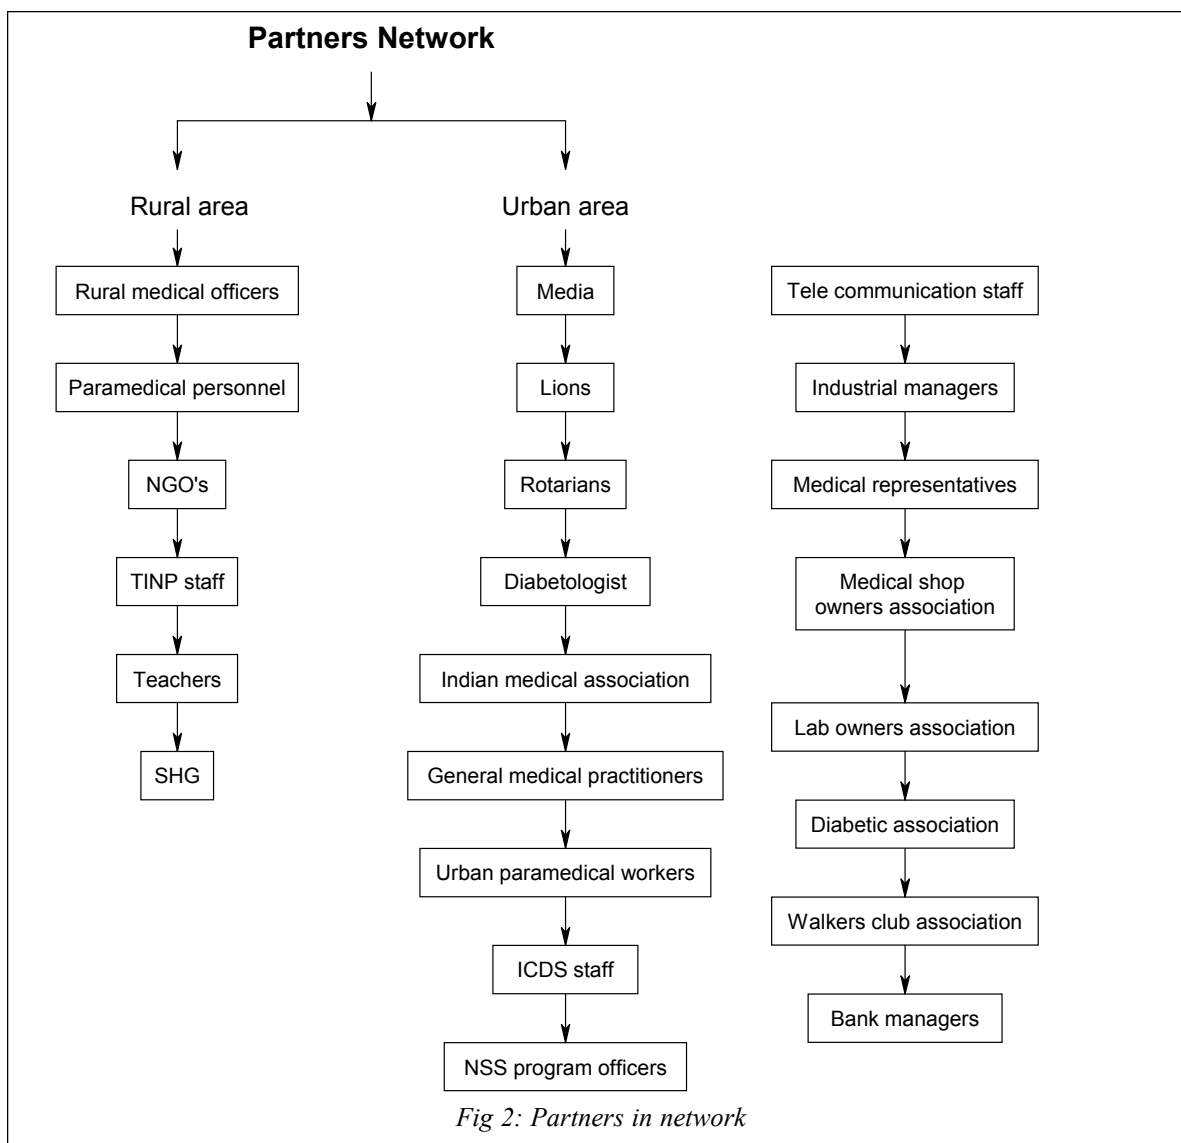 Partners Network
Rural area
Urban area
Rural medical officers
Paramedical personnel
NGO's
TINP staff
Teachers
SHG
Media
Lions
Rotarians
Diabetologist
Indian medical association
General medical practitioners
Urban paramedical workers
ICDS staff
NSS program officers
Tele communication staff
Industrial managers
Medical representatives
Medical shop
owners association
Lab owners association
Diabetic association
Walkers club association
Bank managers
Fig 2: Partners in network